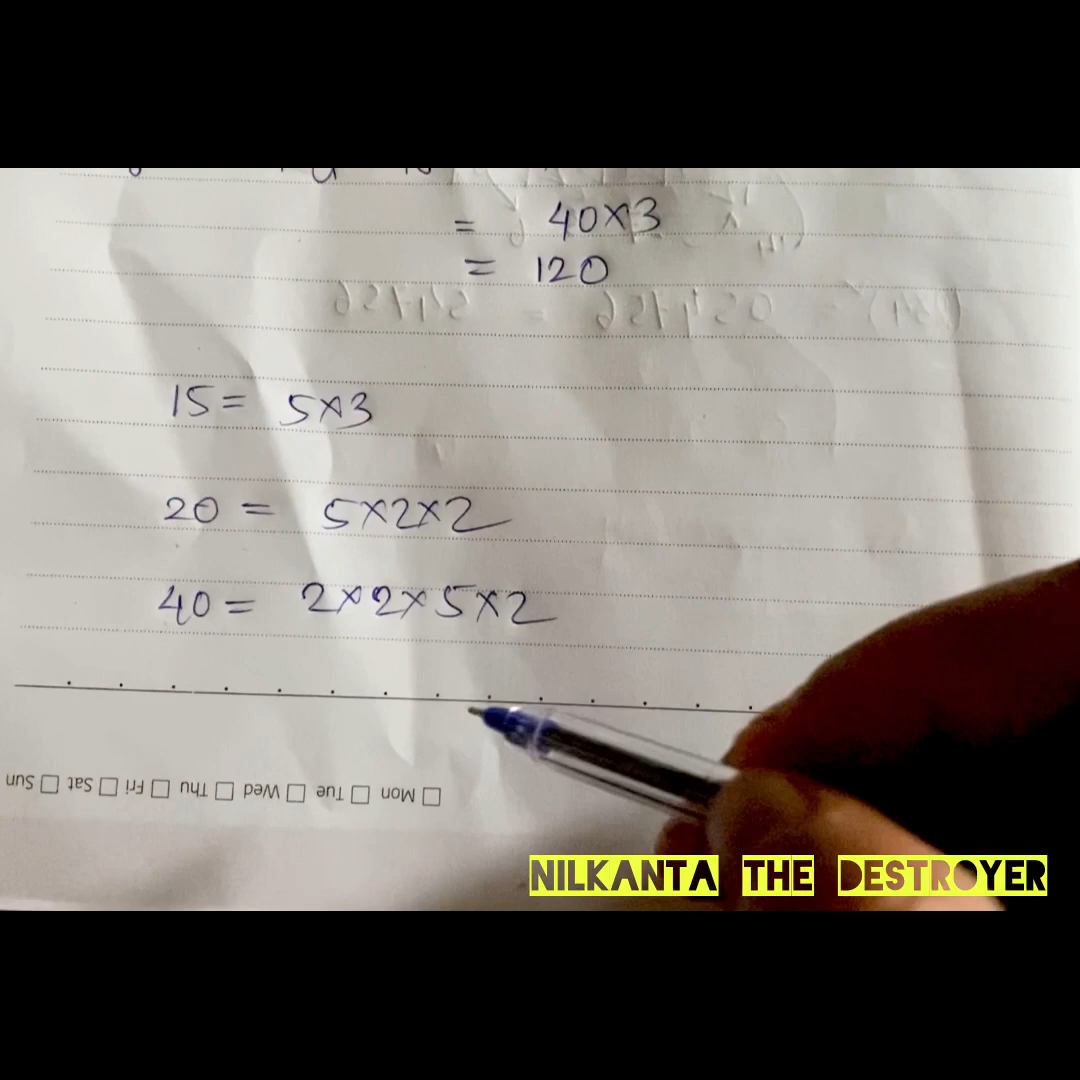 = 40×3
= 120
15 = 5×3
20 = 5×2×2
40 = 2×2×5×2
Mon Tue Wed Thu Fri Sat Sun
NILKANTA THE DESTROYER